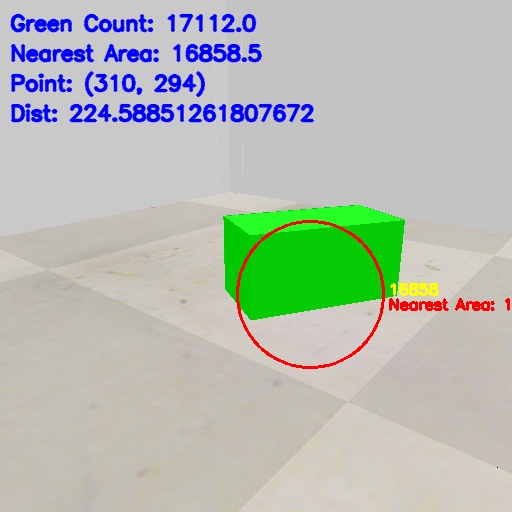 Green Count: 17112.0
Nearest Area: 16858.5
Point: (310, 294)
Dist: 224.58851261807672
16858
Nearest Area: 1